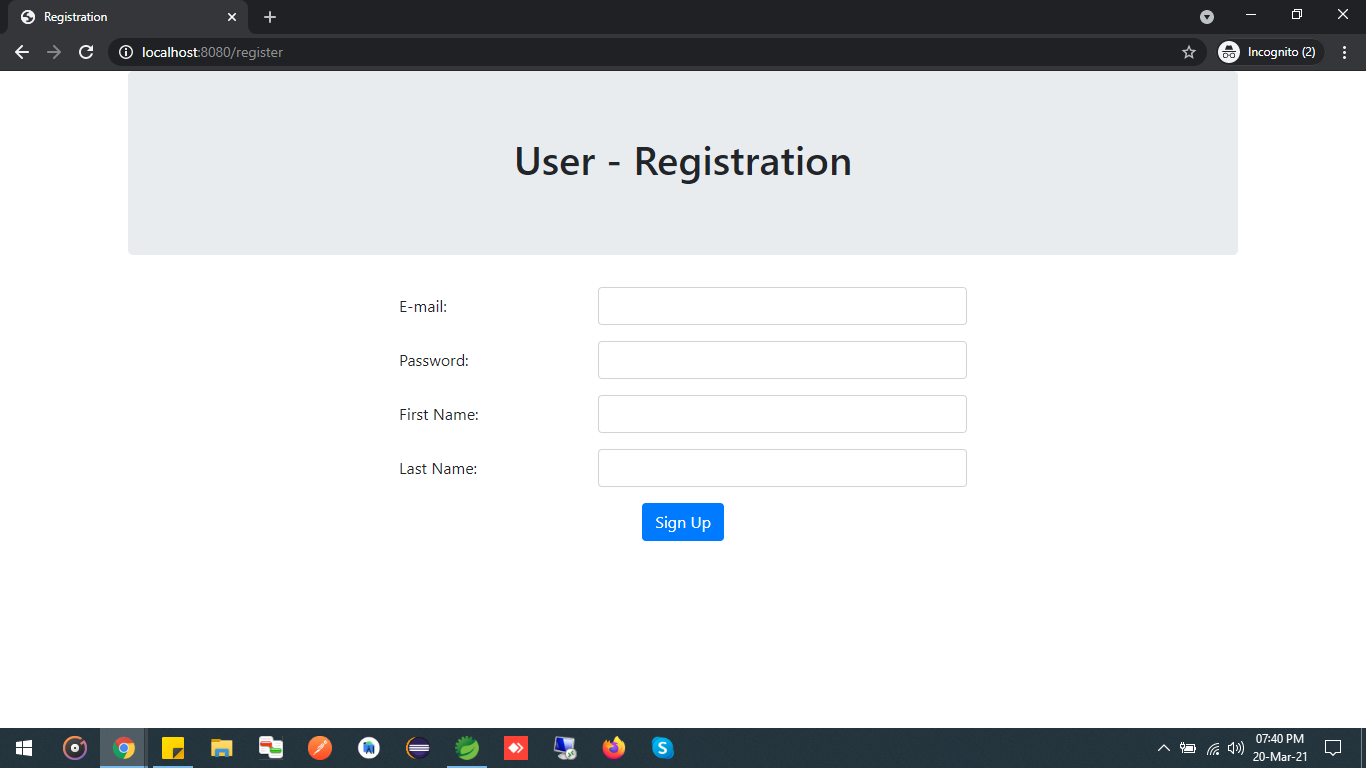 Registration
localhost:8080/register
Incognito (2)
User - Registration
E-mail:
Password:
First Name:
Last Name:
Sign Up
S
07:40 PM
20-Mar-21